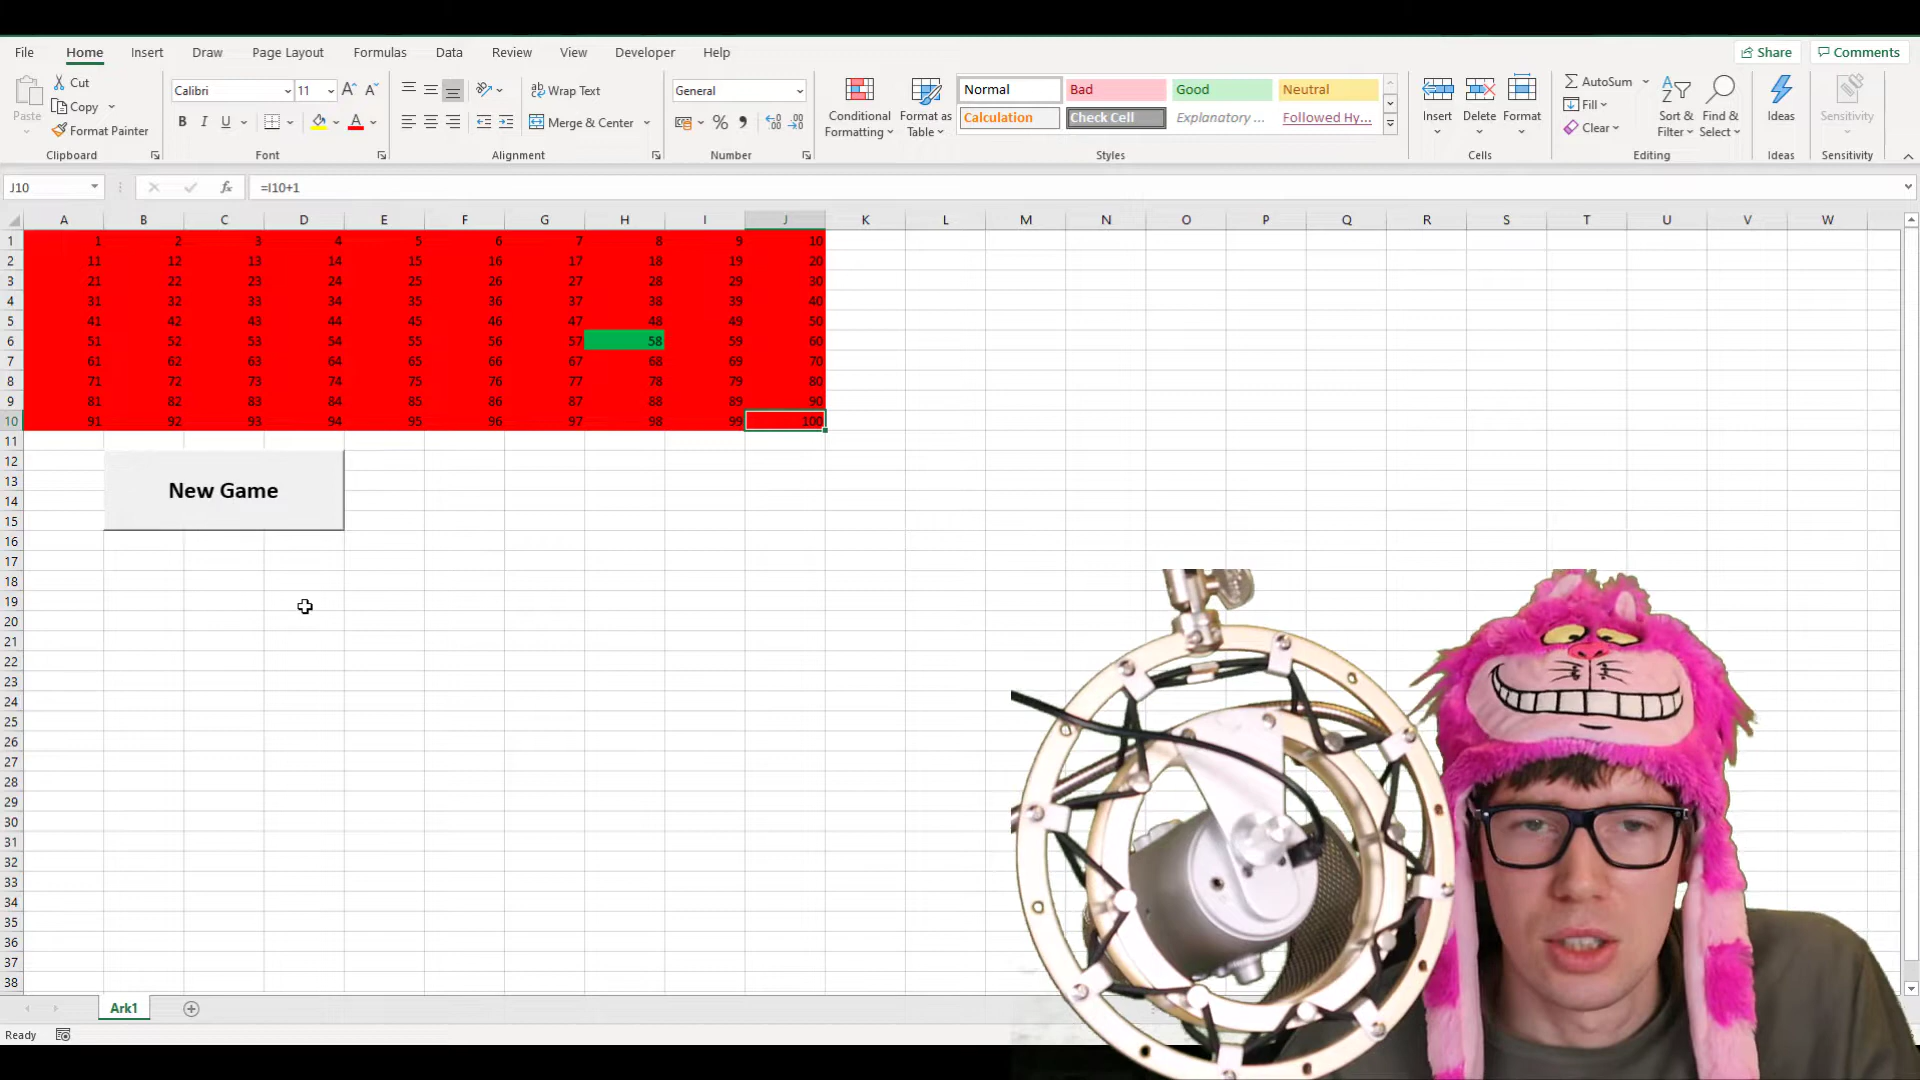 File Home Insert Draw Page Layout Formulas Data Review View Developer Help Share Comments
Paste Cut Copy Format Painter Clipboard
Calibri 11 B I U A Font
Wrap Text Merge & Center Alignment
General % Number
Conditional Formatting Format as Table
Normal Bad Good Neutral
Calculation Check Cell Explanatory ... Followed Hy...
Styles
Insert Delete Format Cells
AutoSum Fill Clear Sort & Filter Find & Select Editing
Ideas Ideas
Sensitivity Sensitivity
J10 fx =I10+1
A B C D E F G H I J K L M N O P Q R S T U V W
1 1 2 3 4 5 6 7 8 9 10
2 11 12 13 14 15 16 17 18 19 20
3 21 22 23 24 25 26 27 28 29 30
4 31 32 33 34 35 36 37 38 39 40
5 41 42 43 44 45 46 47 48 49 50
6 51 52 53 54 55 56 57 58 59 60
7 61 62 63 64 65 66 67 68 69 70
8 71 72 73 74 75 76 77 78 79 80
9 81 82 83 84 85 86 87 88 89 90
10 91 92 93 94 95 96 97 98 99 100
11
12
13
New Game
14
15
16
17
18
19
20
21
22
23
24
25
26
27
28
29
30
31
32
33
34
35
36
37
38
Ark1
Ready